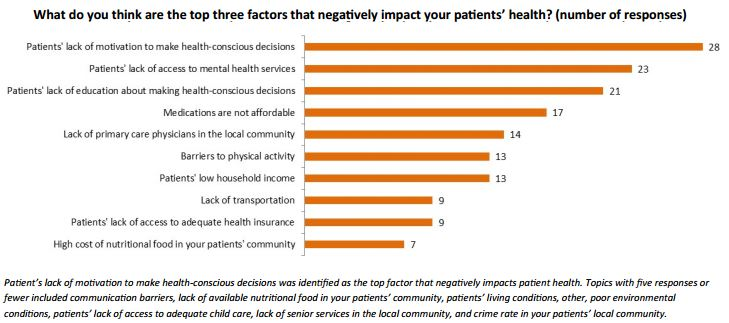 What do you think are the top three factors that negatively impact your patients' health? (number of responses)
Patients' lack of motivation to make health-conscious decisions 28
Patients' lack of access to mental health services 23
Patients' lack of education about making health-conscious decisions 21
Medications are not affordable 17
Lack of primary care physicians in the local community 14
Barriers to physical activity 13
Patients' low household income 13
Lack of transportation 9
Patients' lack of access to adequate health insurance 9
High cost of nutritional food in your patients' community 7
Patient's lack of motivation to make health-conscious decisions was identified as the top factor that negatively impacts patient health. Topics with five responses or
fewer included communication barriers, lack of available nutritional food in your patients' community, patients' living conditions, other, poor environmental
conditions, patients' lack of access to adequate child care, lack of senior services in the local community, and crime rate in your patients' local community.